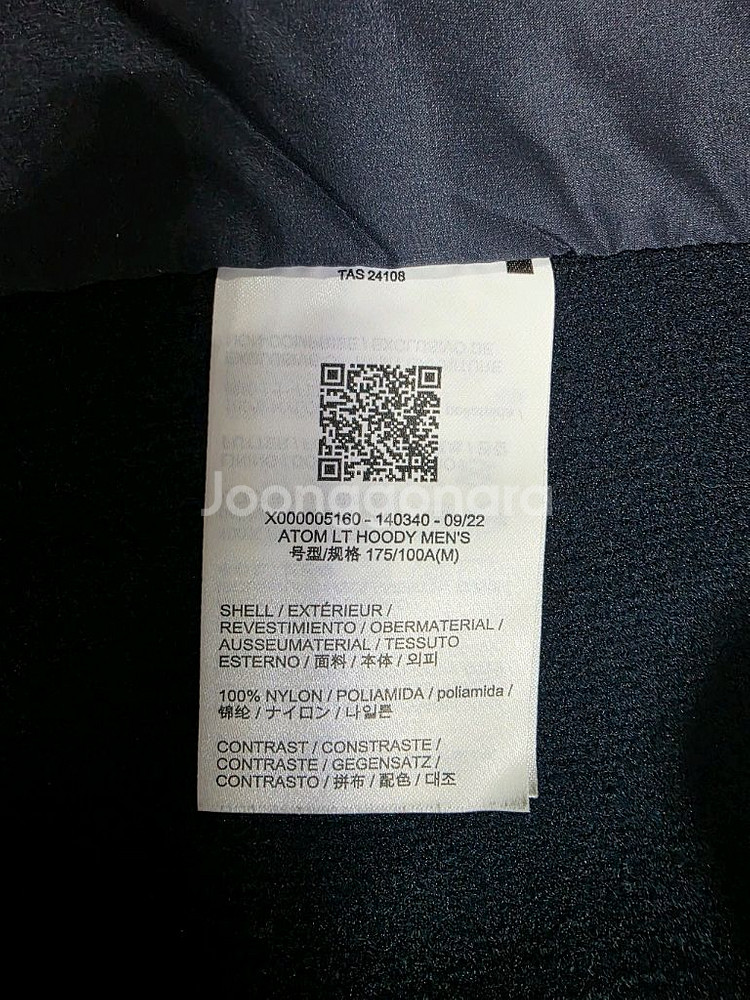 TAS 24108
Joonggonara
X000005160 - 140340 - 09/22
ATOM LT HOODY MEN'S
号型/规格 175/100A(M)
SHELL / EXTÉRIEUR /
REVESTIMIENTO / OBERMATERIAL /
AUSSEUMATERIAL / TESSUTO
ESTERNO / 面料 / 本体 / 외피
100% NYLON / POLIAMIDA / poliamida /
锦纶 / ナイロン / 나일론
CONTRAST / CONSTRASTE /
CONTRASTE / GEGENSATZ /
CONTRASTO / 拼布 / 配色 / 대조